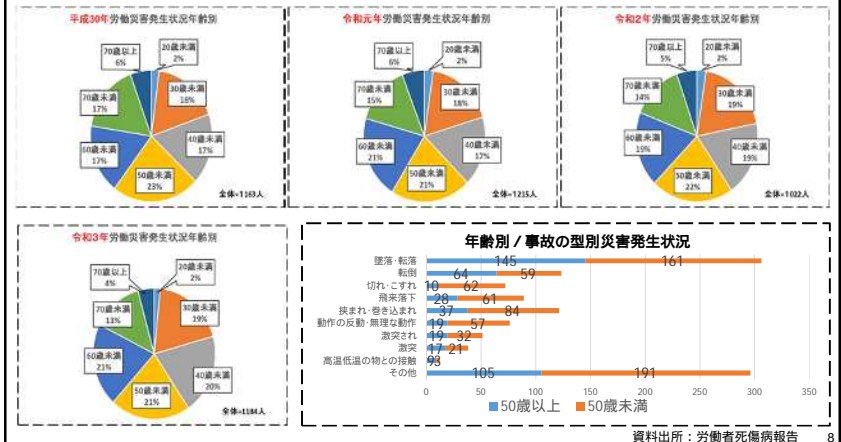 平成30年労働災害発生状況年齢別
70歳以上
6%
20歳未満
2%
30歳未満
18%
40歳未満
17%
50歳未満
23%
60歳未満
17%
70歳未満
17%
全体=1163人
令和元年労働災害発生状況年齢別
70歳以上
6%
20歳未満
2%
30歳未満
18%
40歳未満
17%
50歳未満
21%
60歳未満
21%
70歳未満
15%
全体=1215人
令和2年労働災害発生状況年齢別
70歳以上
5%
20歳未満
2%
30歳未満
19%
40歳未満
19%
50歳未満
22%
60歳未満
19%
70歳未満
14%
全体=1022人
令和3年労働災害発生状況年齢別
70歳以上
4%
20歳未満
2%
30歳未満
19%
40歳未満
20%
50歳未満
21%
60歳未満
21%
70歳未満
13%
全体=1184人
年齢別 / 事故の型別災害発生状況
墜落・転落 145 161
転倒 64 59
切れ・こすれ 10 62
飛来落下 28 61
挟まれ・巻き込まれ 37 84
動作の反動・無理な動作 19 57
激突され 19 32
激突 17 21
高温低温の物との接触 9 3
その他 105 191
0 50 100 150 200 250 300 350
50歳以上 50歳未満
資料出所：労働者死傷病報告 8